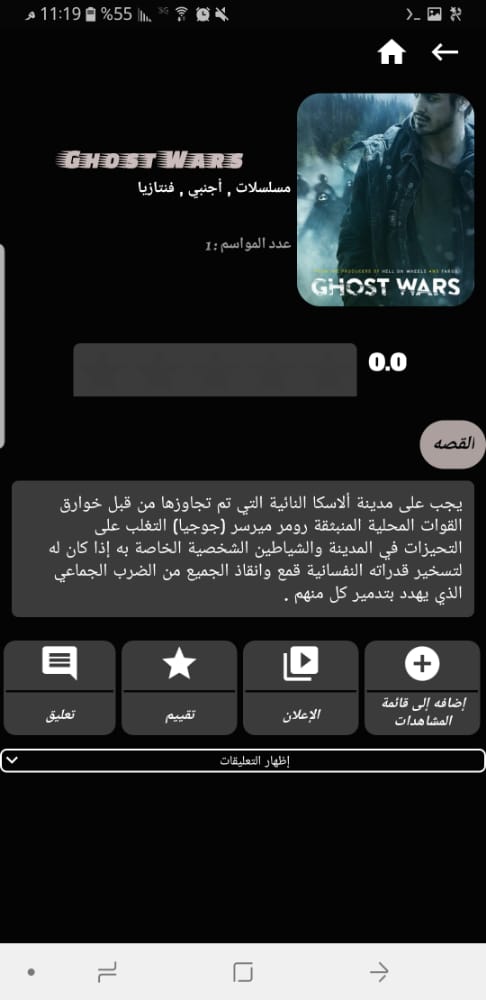 11:19 م
%55
GHOST WARS
مسلسلات , أجنبي , فنتازيا
عدد المواسم :1
FROM THE PRODUCERS OF HELL ON WHEELS AND FARGO
GHOST WARS
0.0
القصه
يجب على مدينة ألاسكا النائية التي تم تجاوزها من قبل خوارق
القوات المحلية المنبثقة رومر ميرسر (جوجيا) التغلب على
التحيزات في المدينة والشياطين الشخصية الخاصة به إذا كان له
لتسخير قدراته النفسانية قمع وانقاذ الجميع من الضرب الجماعي
الذي يهدد بتدمير كل منهم .
إضافه إلى قائمة
المشاهدات
الإعلان
تقييم
تعليق
إظهار التعليقات